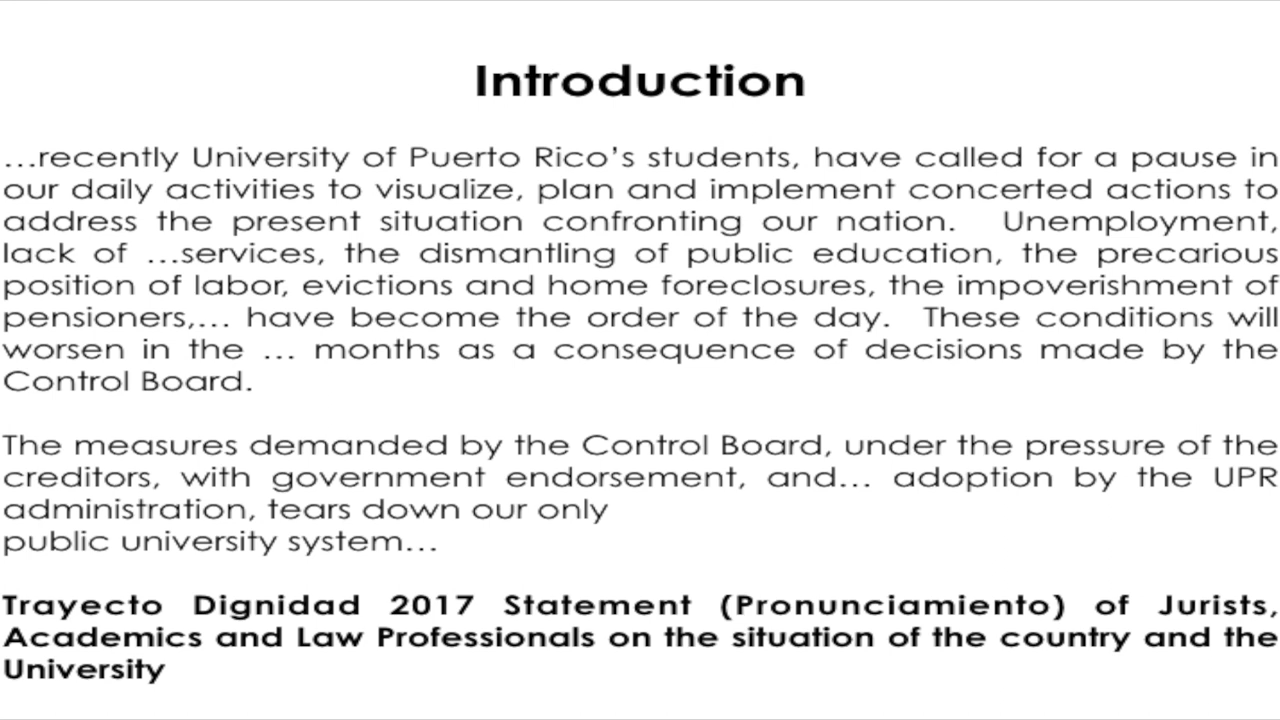 Introduction
…recently University of Puerto Rico’s students, have called for a pause in
our daily activities to visualize, plan and implement concerted actions to
address the present situation confronting our nation. Unemployment,
lack of …services, the dismantling of public education, the precarious
position of labor, evictions and home foreclosures, the impoverishment of
pensioners,… have become the order of the day. These conditions will
worsen in the … months as a consequence of decisions made by the
Control Board.
The measures demanded by the Control Board, under the pressure of the
creditors, with government endorsement, and… adoption by the UPR
administration, tears down our only
public university system…
Trayecto Dignidad 2017 Statement (Pronunciamiento) of Jurists,
Academics and Law Professionals on the situation of the country and the
University